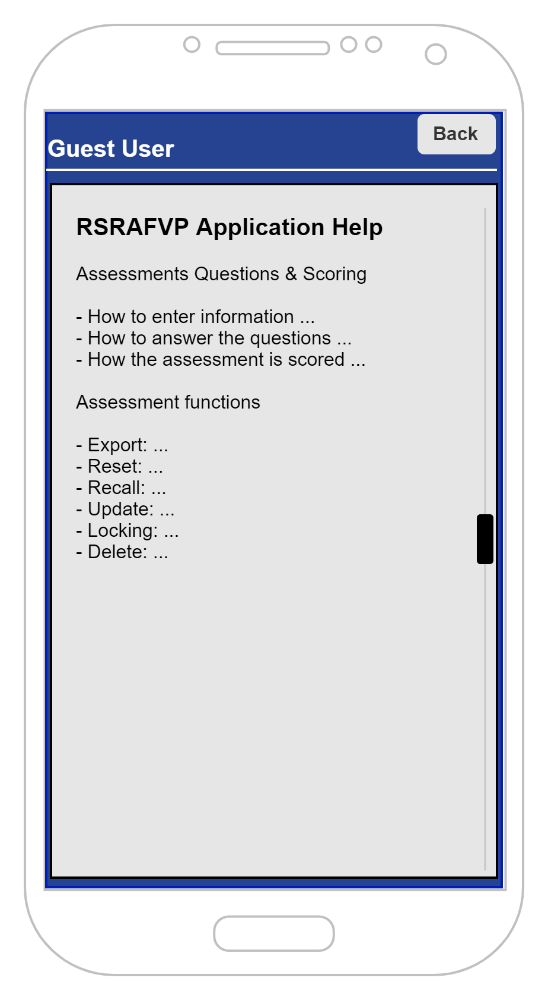 Back
Guest User
RSRAFVP Application Help
Assessments Questions & Scoring
- How to enter information ...
- How to answer the questions ...
- How the assessment is scored ...
Assessment functions
- Export: ...
- Reset: ...
- Recall: ...
- Update: ...
- Locking: ...
- Delete: ...